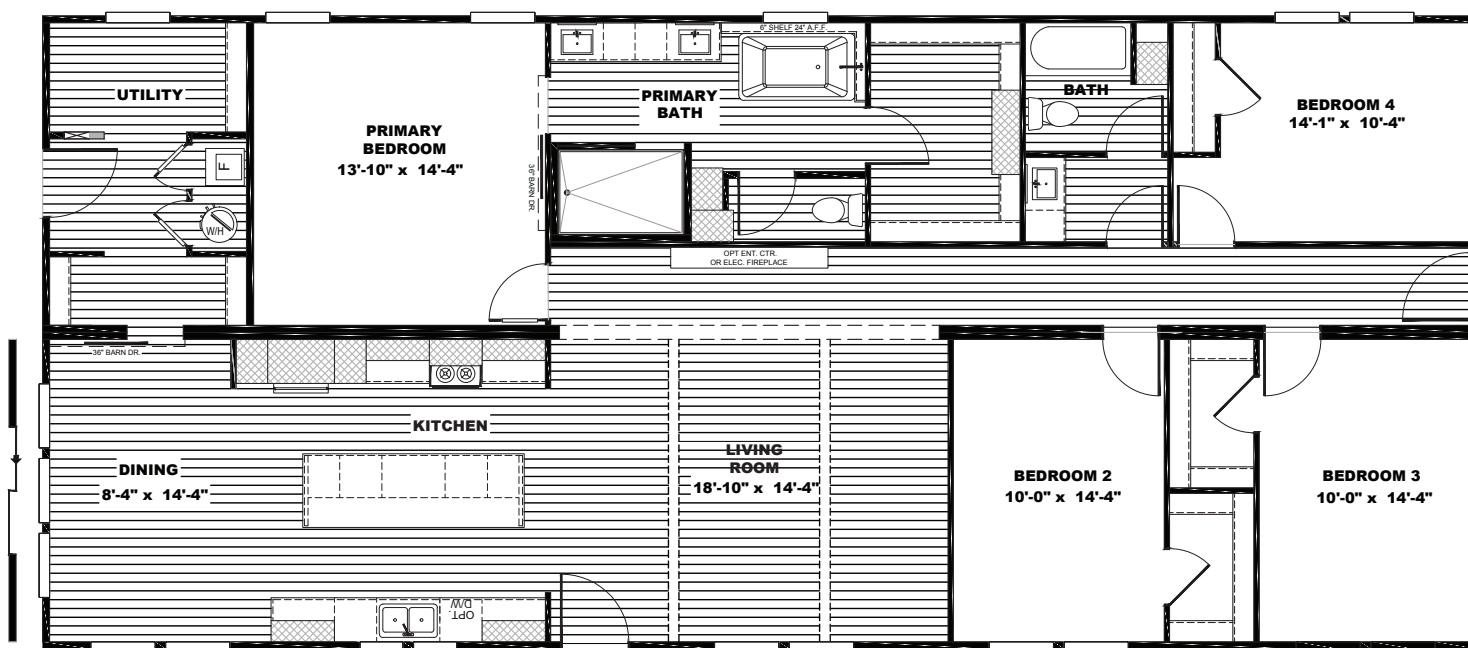 6" SHELF 24" A.F.F.
UTILITY
PRIMARY
BEDROOM
13'-10" x 14'-4"
PRIMARY
BATH
BATH
BEDROOM 4
14'-1" x 10'-4"
F
W/H
36" BARN DR.
OPT ENT. CTR.
OR ELEC. FIREPLACE
36" BARN DR.
KITCHEN
DINING
8'-4" x 14'-4"
LIVING
ROOM
18'-10" x 14'-4"
BEDROOM 2
10'-0" x 14'-4"
BEDROOM 3
10'-0" x 14'-4"
OPT.
D/W